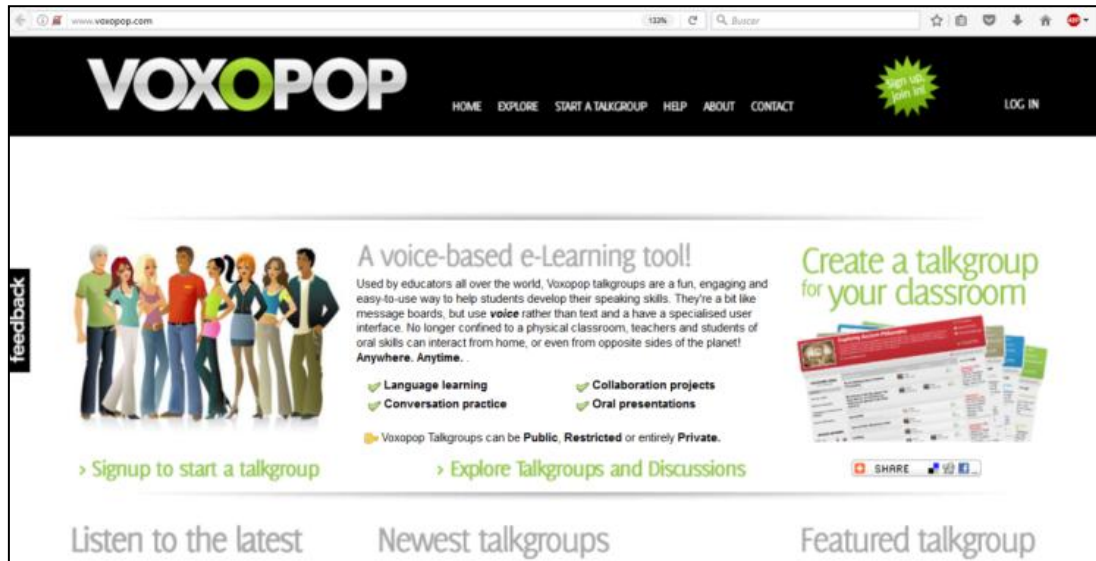 www.voxopop.com 133% Buscar
VOXOPOP
HOME EXPLORE START A TALKGROUP HELP ABOUT CONTACT
Sign up,
join in!
LOG IN
feedback
A voice-based e-Learning tool!
Used by educators all over the world, Voxopop talkgroups are a fun, engaging and
easy-to-use way to help students develop their speaking skills. They're a bit like
message boards, but use voice rather than text and a have a specialised user
interface. No longer confined to a physical classroom, teachers and students of
oral skills can interact from home, or even from opposite sides of the planet!
Anywhere. Anytime. .
Language learning
Collaboration projects
Conversation practice
Oral presentations
Voxopop Talkgroups can be Public, Restricted or entirely Private.
Create a talkgroup
for your classroom
> Signup to start a talkgroup
> Explore Talkgroups and Discussions
SHARE
Listen to the latest
Newest talkgroups
Featured talkgroup